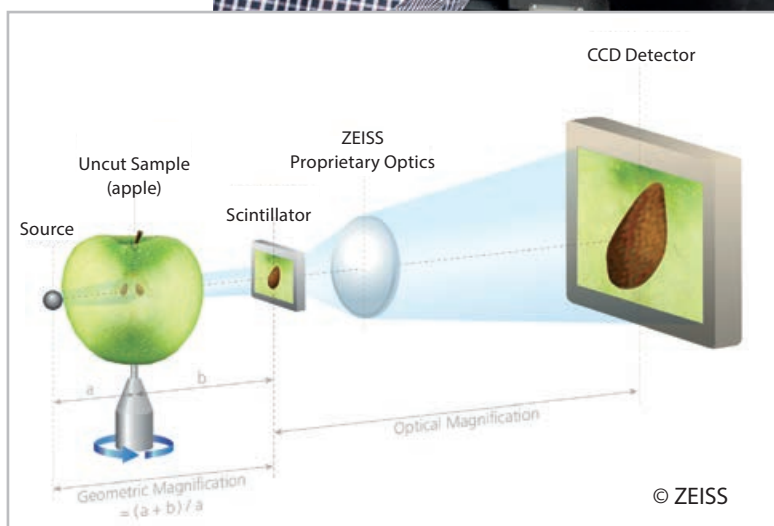 CCD Detector
ZEISS
Proprietary Optics
Uncut Sample
(apple)
Scintillator
Source
a
b
Optical Magnification
Geometric Magnification
= (a + b) / a
© ZEISS